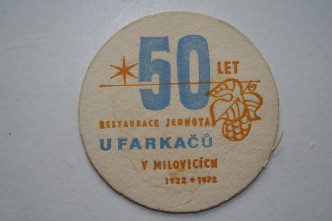 50 LET
RESTAURACE JEDNOTA
U FARKAČŮ
V MILOVICÍCH
1922 * 1972